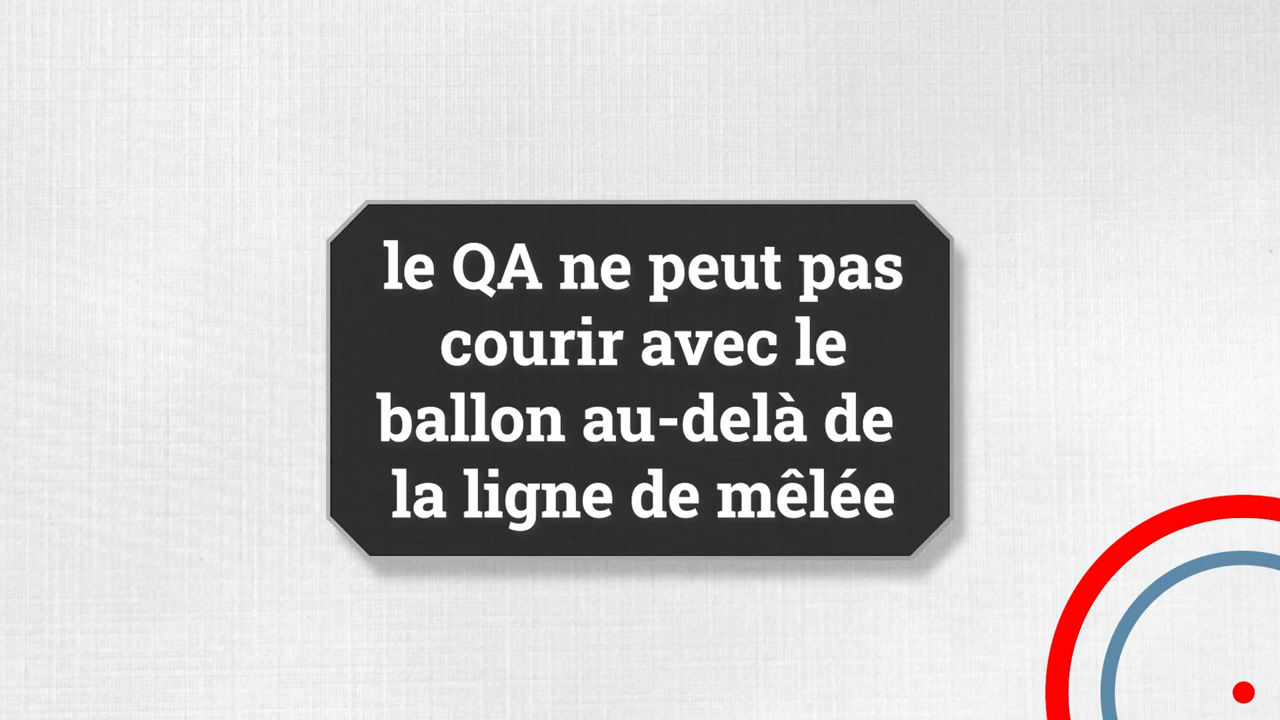 le QA ne peut pas
courir avec le
ballon au-delà de
la ligne de mêlée